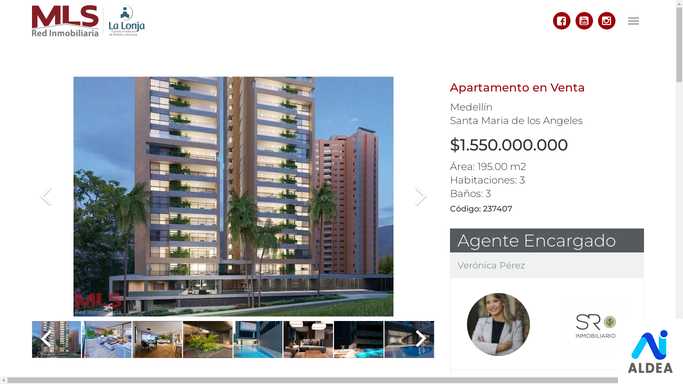 MLS
Red Inmobiliaria
La Lonja
Apartamento en Venta
Medellín
Santa Maria de los Angeles
$1.550.000.000
Área: 195.00 m2
Habitaciones: 3
Baños: 3
Código: 237407
Agente Encargado
Verónica Pérez
MLS
SR
INMOBILIARIO
ALDEA